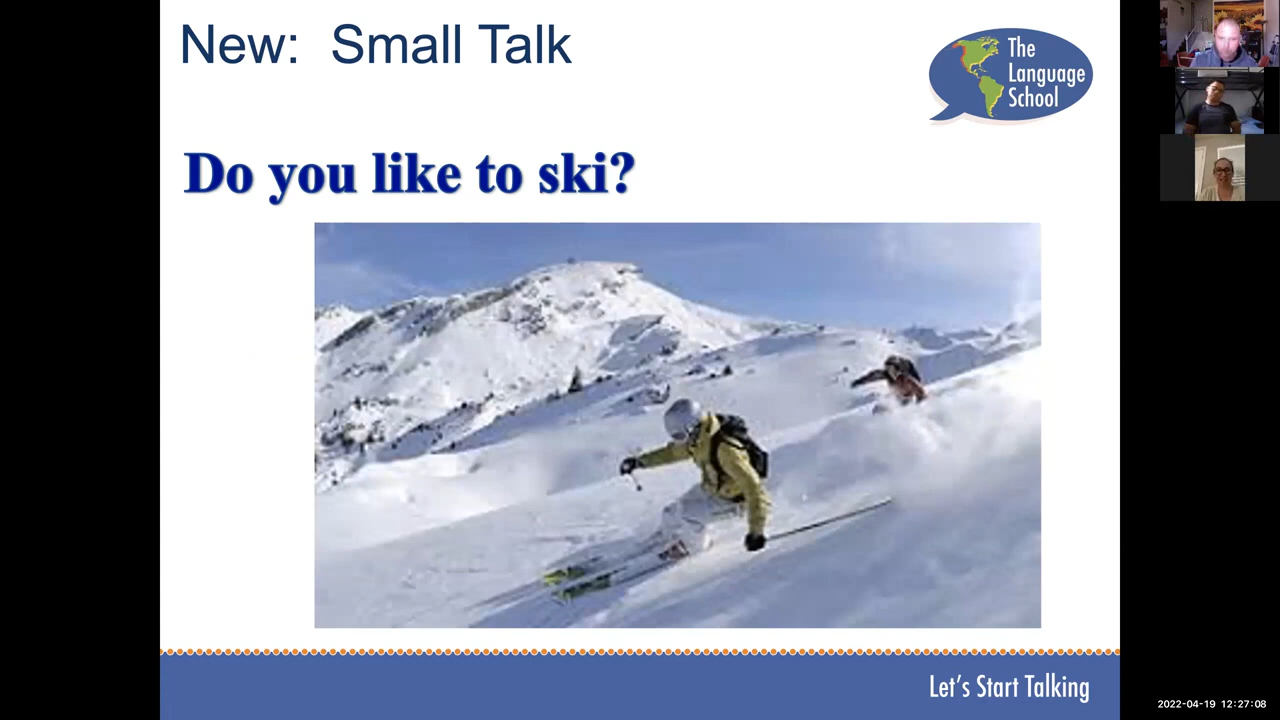 New:  Small Talk
The
Language
School
Do you like to ski?
Let's Start Talking
2022-04-19 12:27:08